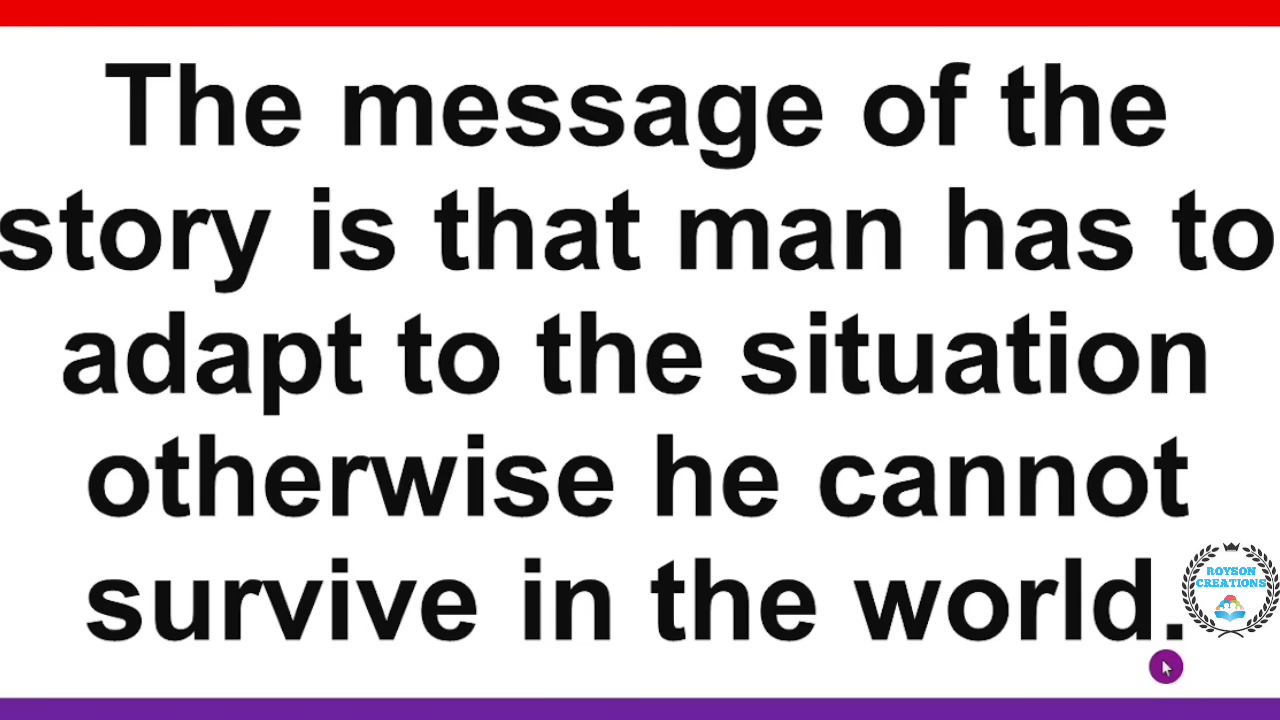 The message of the
story is that man has to
adapt to the situation
otherwise he cannot
survive in the world.
ROYSON
CREATIONS